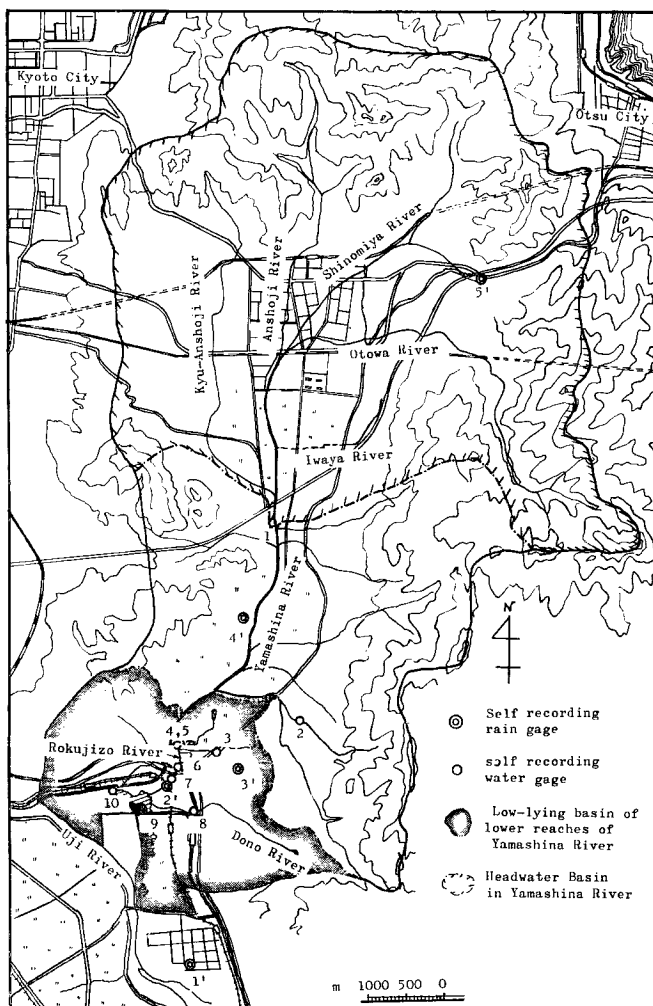 Kyoto City
Otsu City
Shinomiya River
Anshoji River
Kyu-Anshoji River
5'
Otowa River
Iwaya River
1
Yamashina River
4'
N
Self recording
rain gage
self recording
water gage
Low-lying basin of
lower reaches of
Yamashina River
Headwater Basin
in Yamashina River
2
4 5
3
Rokujizo River
6
3'
7
2'
10
9
8
Uji River
Dono River
1'
m 1000 500 0